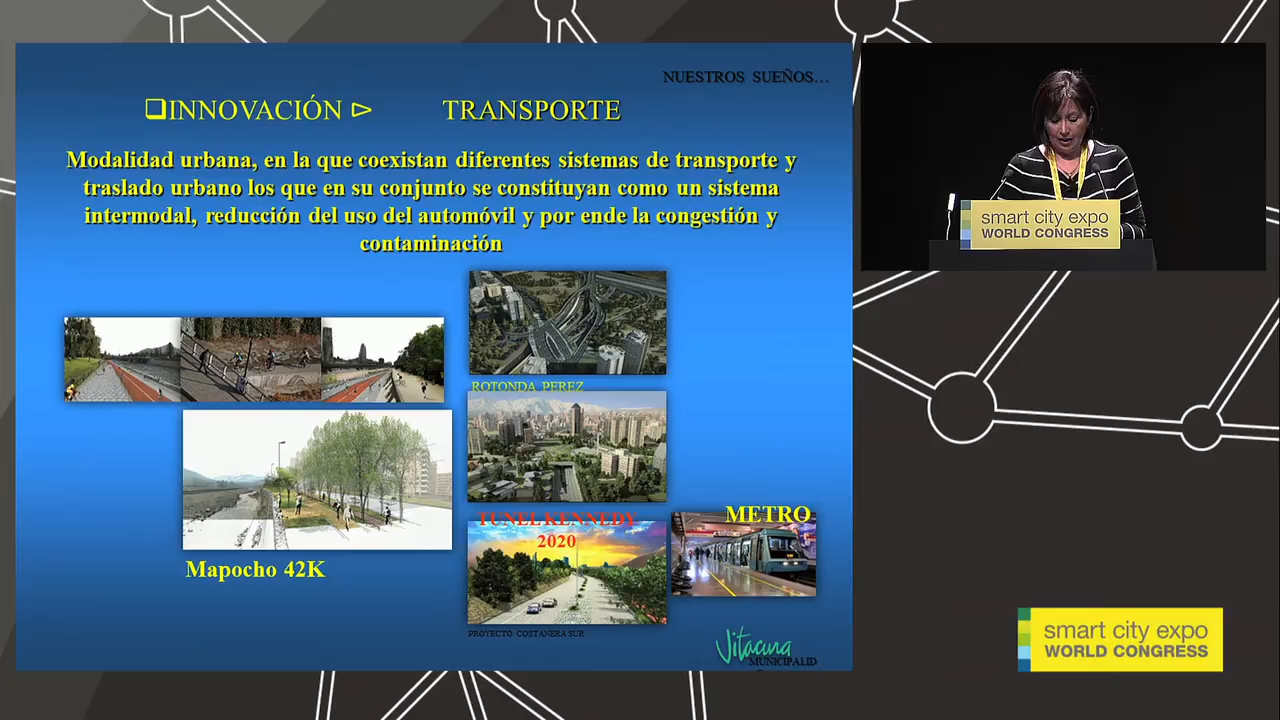 NUESTROS SUEÑOS...
INNOVACIÓN TRANSPORTE
Modalidad urbana, en la que coexistan diferentes sistemas de transporte y
traslado urbano los que en su conjunto se constituyan como un sistema
intermodal, reducción del uso del automóvil y por ende la congestión y
contaminación
ROTONDA PEREZ
TUNEL KENNEDY
2020
METRO
Mapocho 42K
PROYECTO COSTANERA SUR
Vitacura
MUNICIPALID
smart city expo
WORLD CONGRESS
smart city expo
WORLD CONGRESS